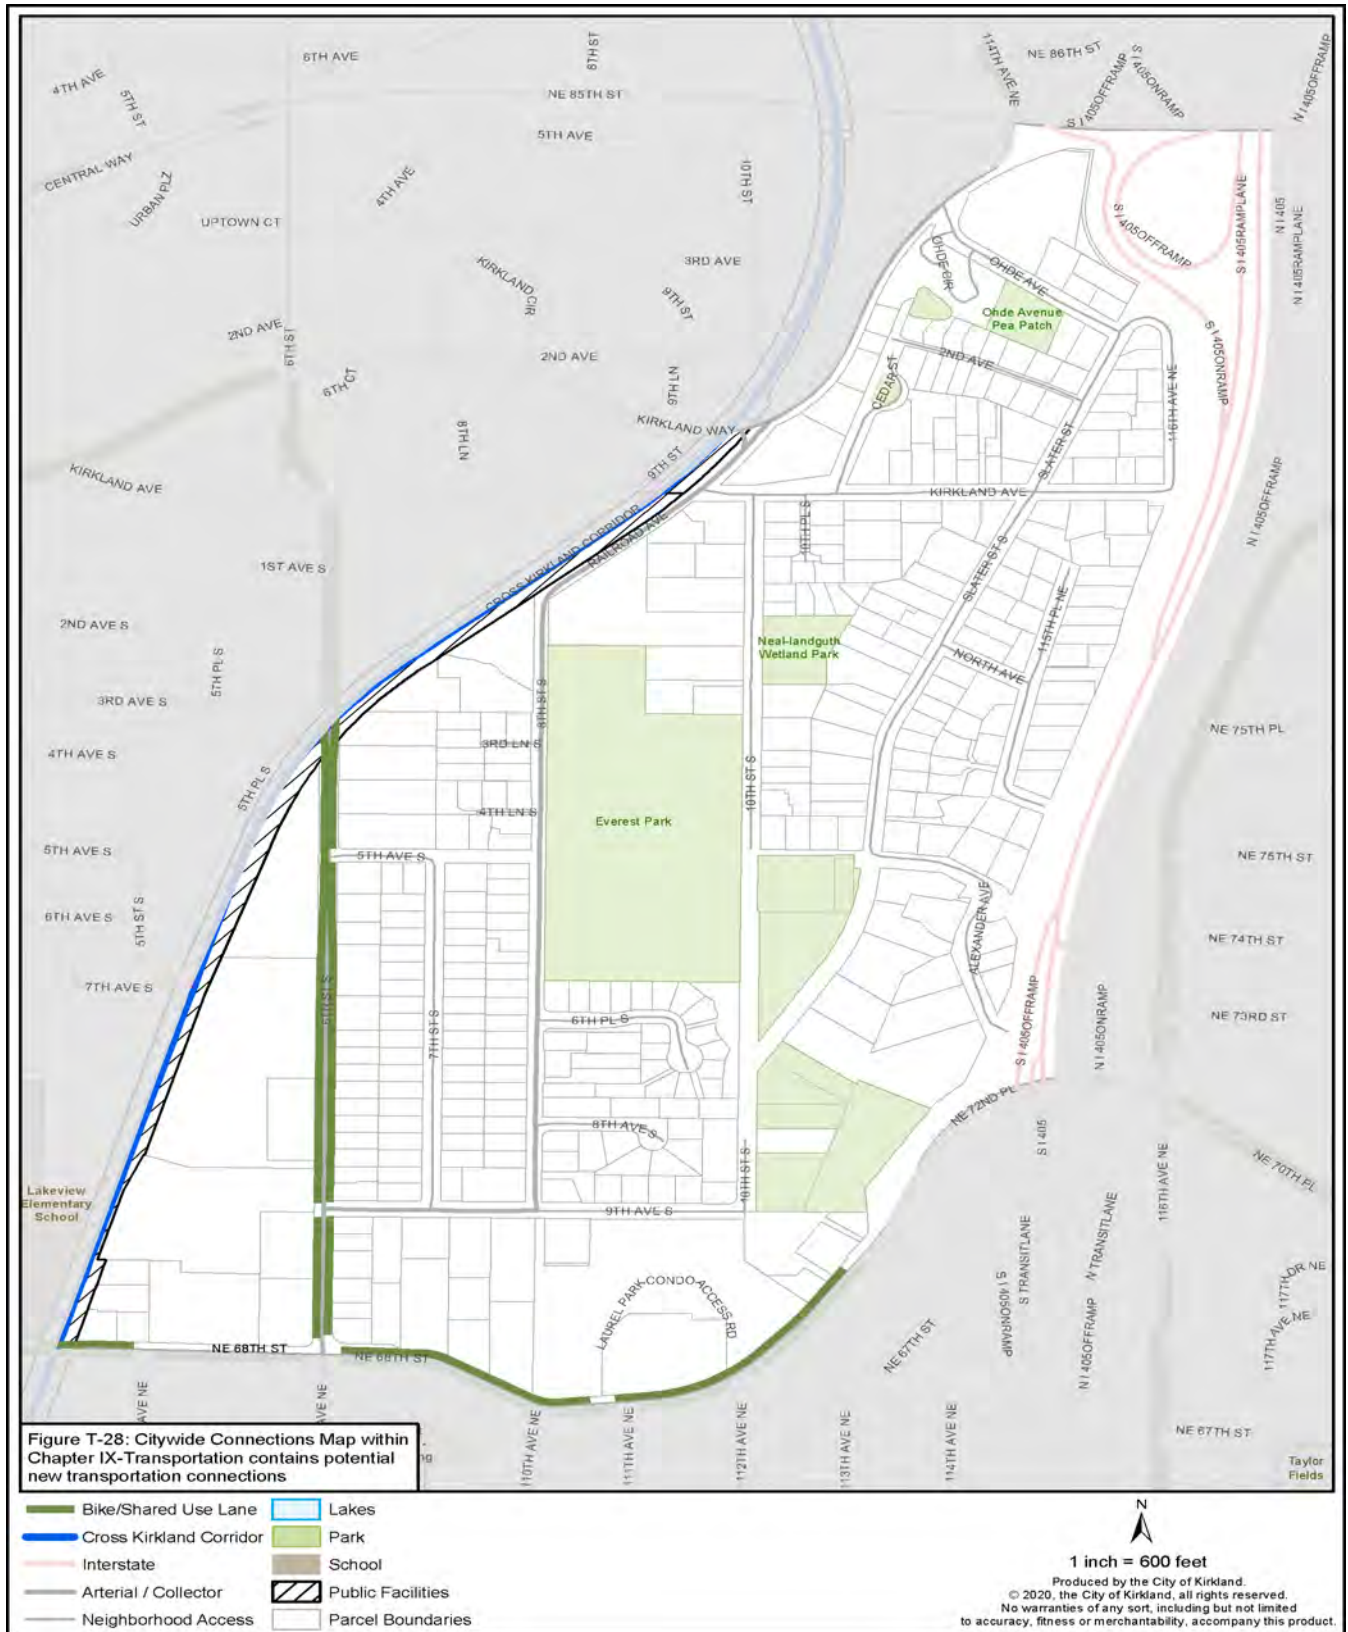 4TH AVE
5TH ST
6TH AVE
6TH ST
NE 85TH ST
5TH AVE
114TH AVE NE
NE 86TH ST
S I 405OFFRAMP
S I 405ONRAMP
N I 405OFFRAMP
CENTRAL WAY
URBAN PLZ
UPTOWN CT
4TH AVE
10TH ST
KIRKLAND CIR
3RD AVE
9TH ST
2ND AVE
6TH ST
6TH CT
2ND AVE
9TH LN
8TH LN
KIRKLAND WAY
9TH ST
KIRKLAND AVE
OHDE CIR
OHDE AVE
Ohde Avenue
Pea Patch
2ND AVE
CEDAR ST
SLATER ST
116TH AVE NE
S I 405OFFRAMP
S I 405RAMPLANE
N I 405
N I 405RAMPLANE
S I 405ONRAMP
KIRKLAND AVE
N I 405OFFRAMP
CROSS KIRKLAND CORRIDOR
RAILROAD AVE
10TH PL S
SLATER ST S
115TH PL NE
NORTH AVE
1ST AVE S
2ND AVE S
5TH PL S
3RD AVE S
4TH AVE S
5TH PL S
Neal-landguth
Wetland Park
8TH ST S
3RD LN S
4TH LN S
10TH ST S
Everest Park
NE 75TH PL
5TH AVE S
5TH AVE S
NE 75TH ST
6TH AVE S
5TH ST S
7TH AVE S
6TH ST S
7TH ST S
6TH PL S
8TH AVE S
10TH ST S
9TH AVE S
ALEXANDER AVE
S I 405OFFRAMP
N I 405ONRAMP
NE 74TH ST
NE 73RD ST
NE 72ND PL
S I 405
116TH AVE NE
NE 70TH PL
Lakeview
Elementary
School
LAUREL PARK CONDO ACCESS RD
NE 68TH ST
NE 68TH ST
NE 67TH ST
S I 405ONRAMP
S TRANSITLANE
N TRANSITLANE
N I 405OFFRAMP
117TH DR NE
117TH AVE NE
AVE NE
AVE NE
110TH AVE NE
111TH AVE NE
112TH AVE NE
113TH AVE NE
114TH AVE NE
NE 67TH ST
Taylor
Fields
Figure T-28: Citywide Connections Map within
Chapter IX-Transportation contains potential
new transportation connections
Bike/Shared Use Lane
Cross Kirkland Corridor
Interstate
Arterial / Collector
Neighborhood Access
Lakes
Park
School
Public Facilities
Parcel Boundaries
N
1 inch = 600 feet
Produced by the City of Kirkland.
© 2020, the City of Kirkland, all rights reserved.
No warranties of any sort, including but not limited
to accuracy, fitness or merchantability, accompany this product.